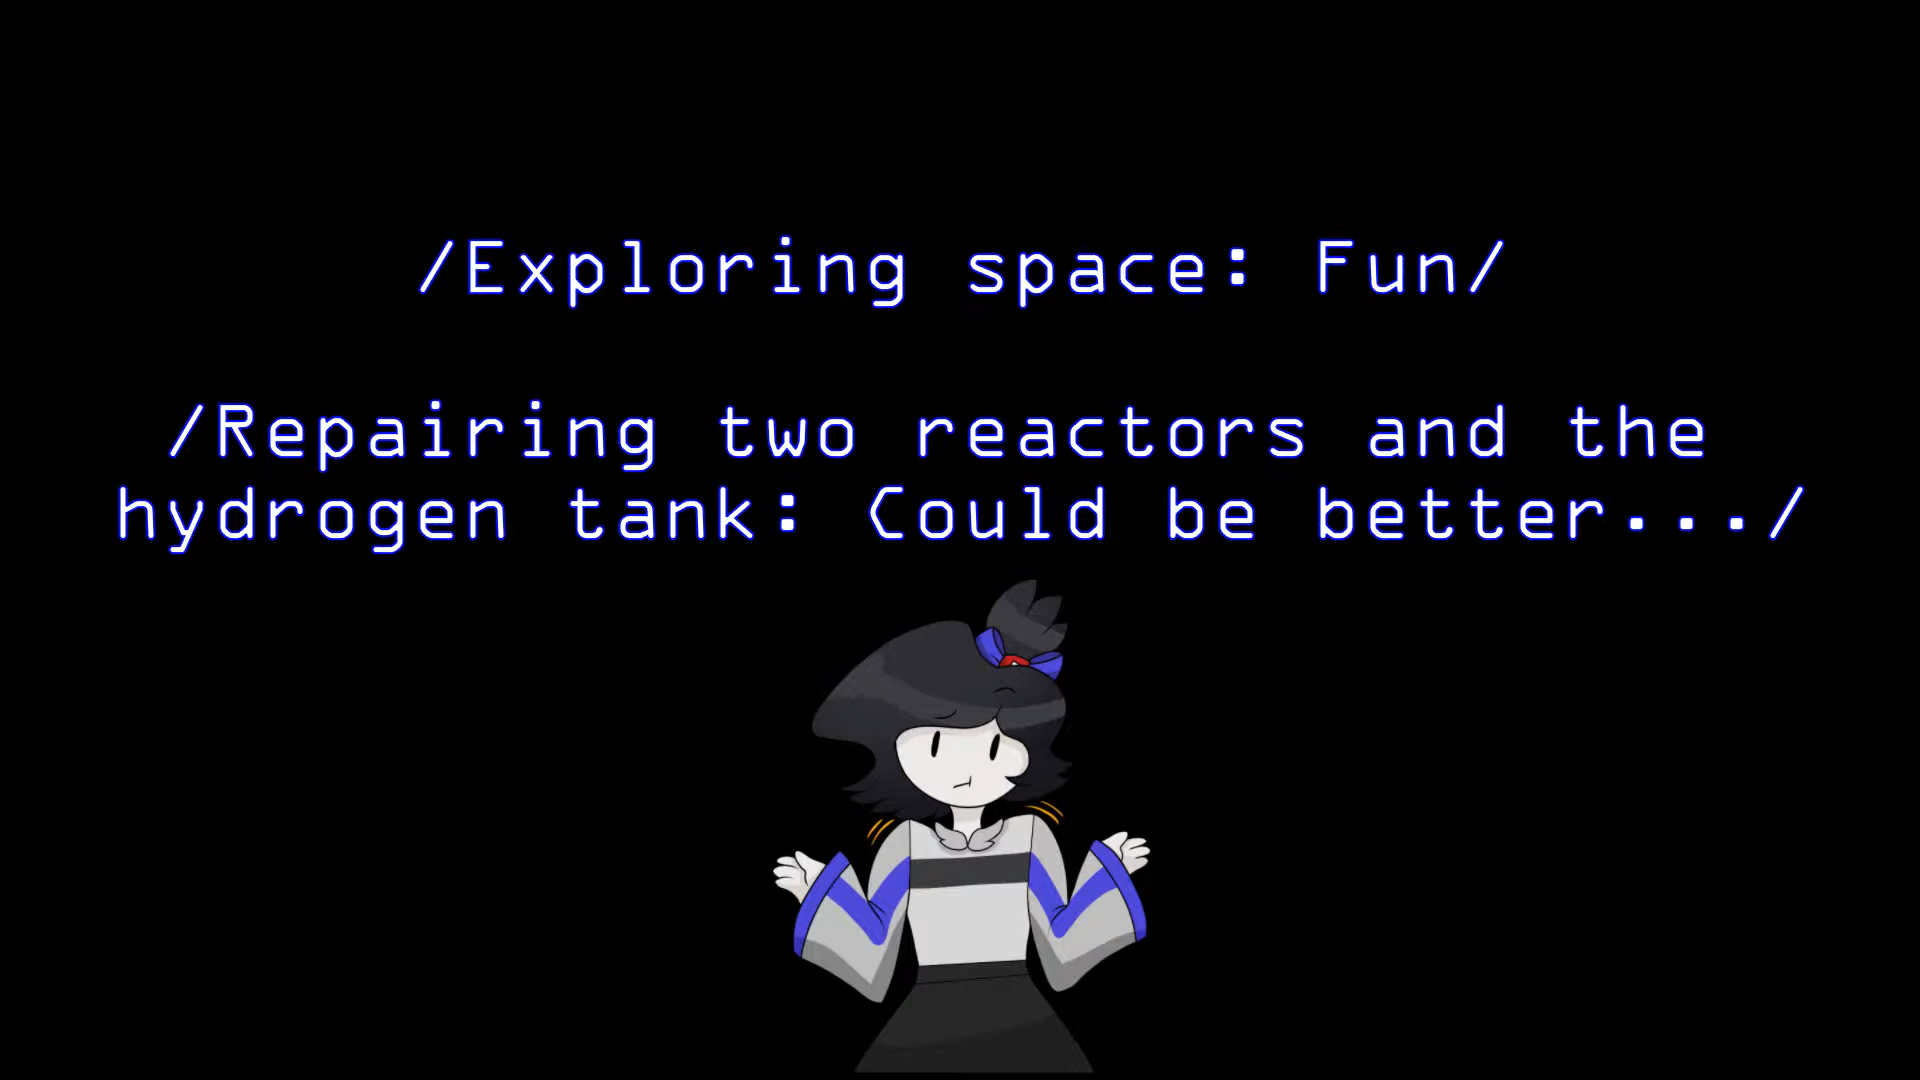 /Exploring space: Fun/
/Repairing two reactors and the
hydrogen tank: Could be better.../